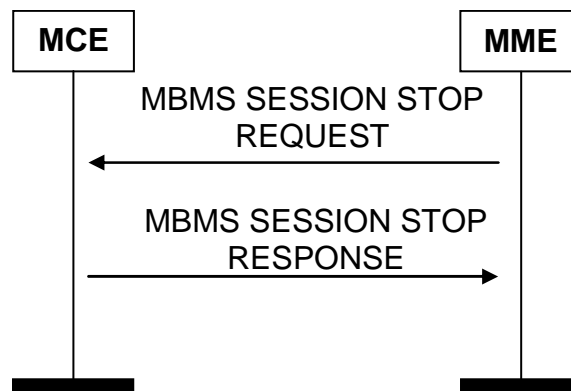 MCE
MME
MBMS SESSION STOP
REQUEST
MBMS SESSION STOP
RESPONSE